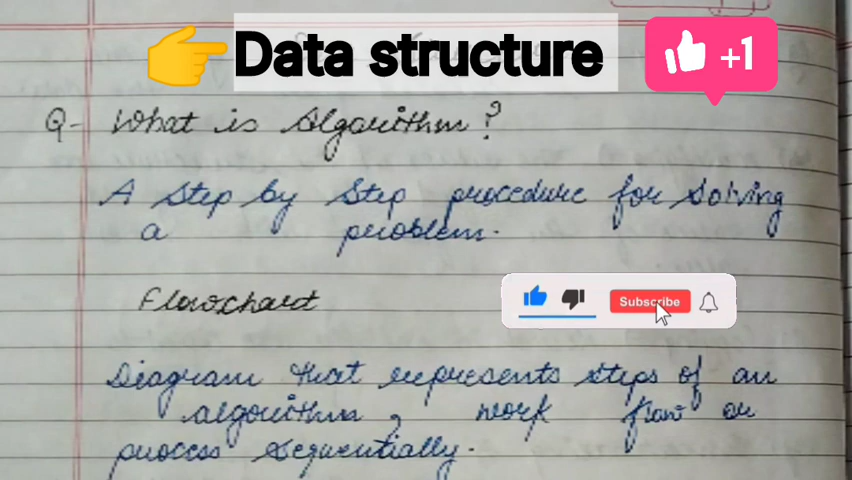 Data structure
+1
Q- What is Algorithm?
A Step by Step procedure for Solving
a problem.
Flowchart
Subscribe
Diagram that represents steps of an
algorithm, work flow or
process sequentially.